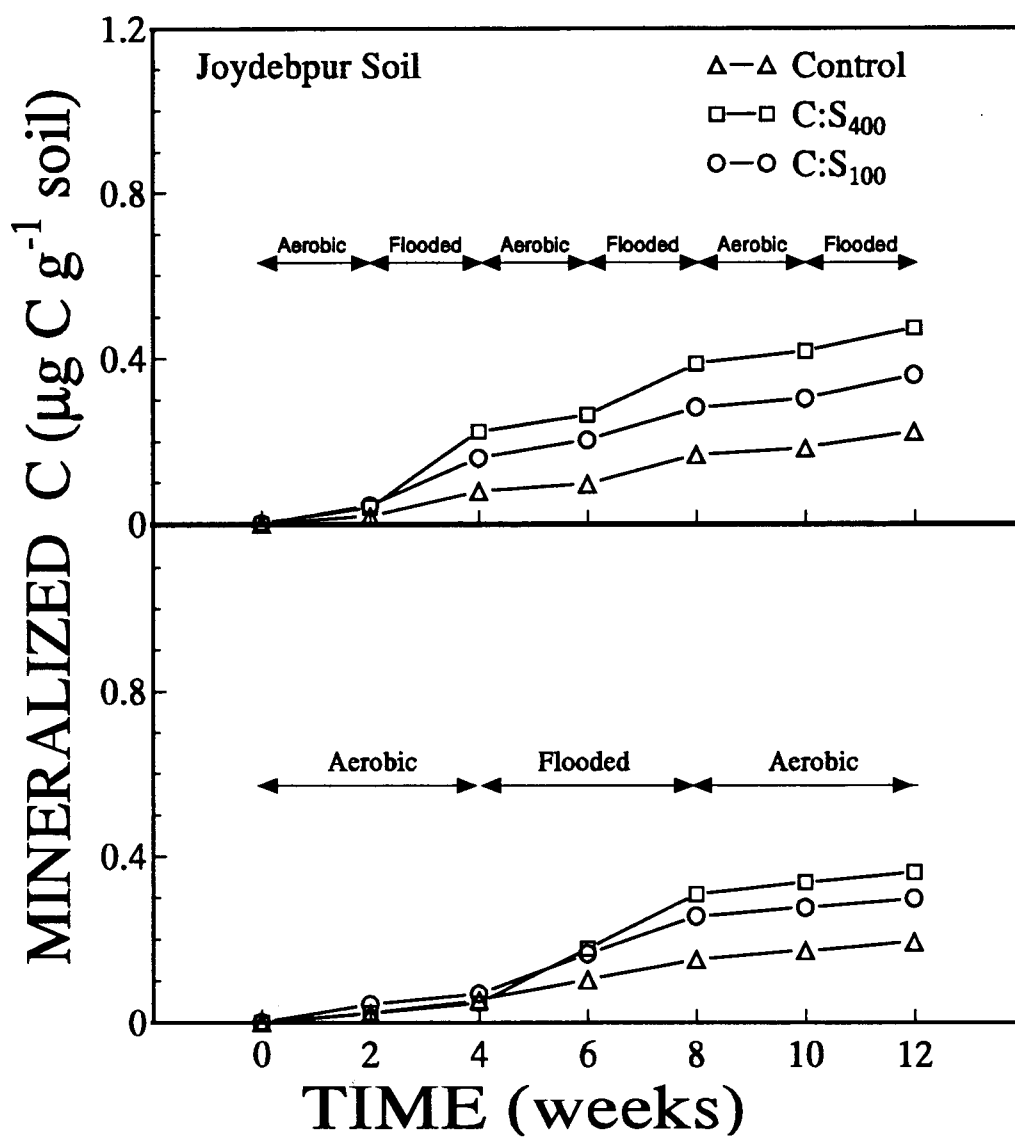 MINERALIZED C (µg C g⁻¹ soil)
1.2
Joydebpur Soil
Control
C:S₄₀₀
C:S₁₀₀
0.8
Aerobic Flooded Aerobic Flooded Aerobic Flooded
0.4
0
0.8
Aerobic Flooded Aerobic
0.4
0
0 2 4 6 8 10 12
TIME (weeks)